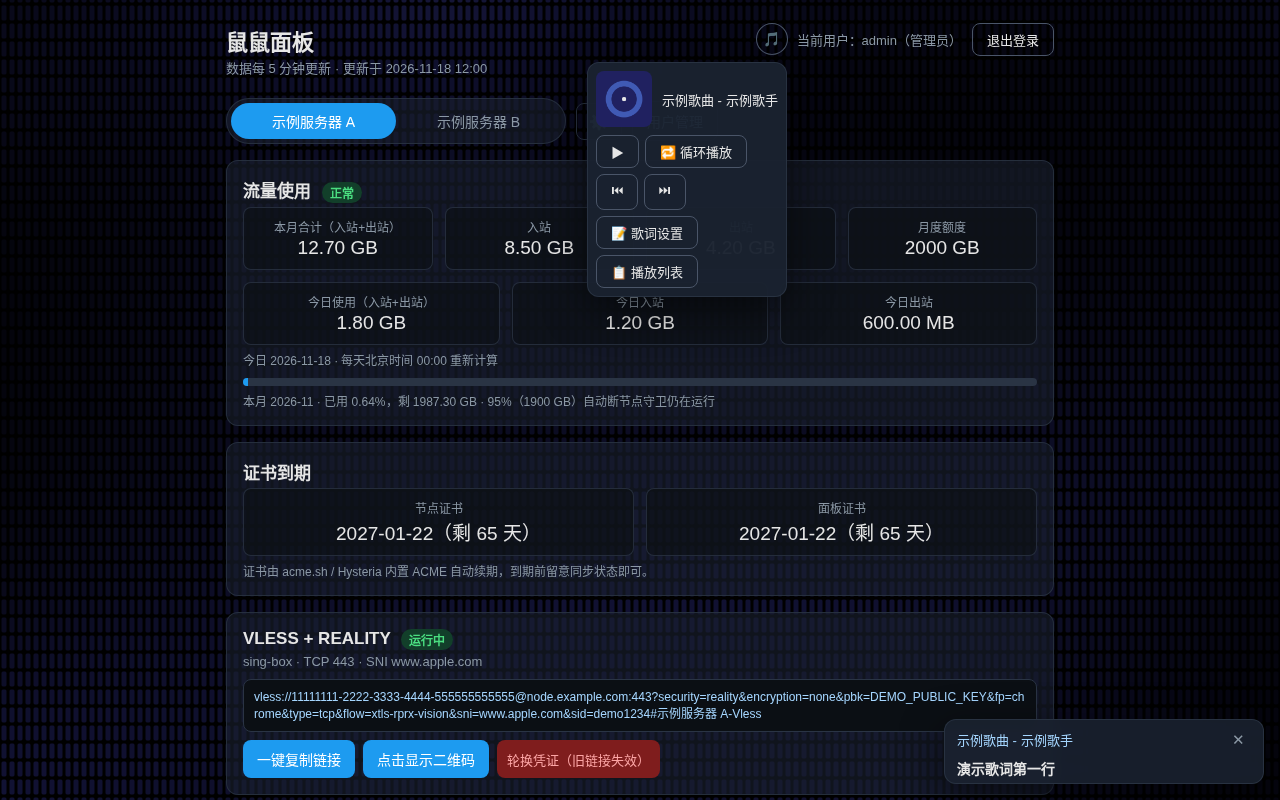 鼠鼠面板
数据每 5 分钟更新 · 更新于 2026-11-18 12:00
🎵 当前用户：admin（管理员） 退出登录
示例歌曲 - 示例歌手
▶ 🔁 循环播放
⏮ ⏭
📝 歌词设置
📋 播放列表
示例服务器 A 示例服务器 B
流量使用 正常
本月合计（入站+出站） 入站 月度额度
12.70 GB 8.50 GB 4.20 GB 2000 GB
今日使用（入站+出站） 今日入站 今日出站
1.80 GB 1.20 GB 600.00 MB
今日 2026-11-18 · 每天北京时间 00:00 重新计算
本月 2026-11 · 已用 0.64%，剩 1987.30 GB · 95%（1900 GB）自动断节点守卫仍在运行
证书到期
节点证书 面板证书
2027-01-22（剩 65 天） 2027-01-22（剩 65 天）
证书由 acme.sh / Hysteria 内置 ACME 自动续期，到期前留意同步状态即可。
VLESS + REALITY 运行中
sing-box · TCP 443 · SNI www.apple.com
vless://11111111-2222-3333-4444-555555555555@node.example.com:443?security=reality&encryption=none&pbk=DEMO_PUBLIC_KEY&fp=ch
rome&type=tcp&flow=xtls-rprx-vision&sni=www.apple.com&sid=demo1234#示例服务器 A-Vless
一键复制链接 点击显示二维码 轮换凭证（旧链接失效）
示例歌曲 - 示例歌手 ✕
演示歌词第一行